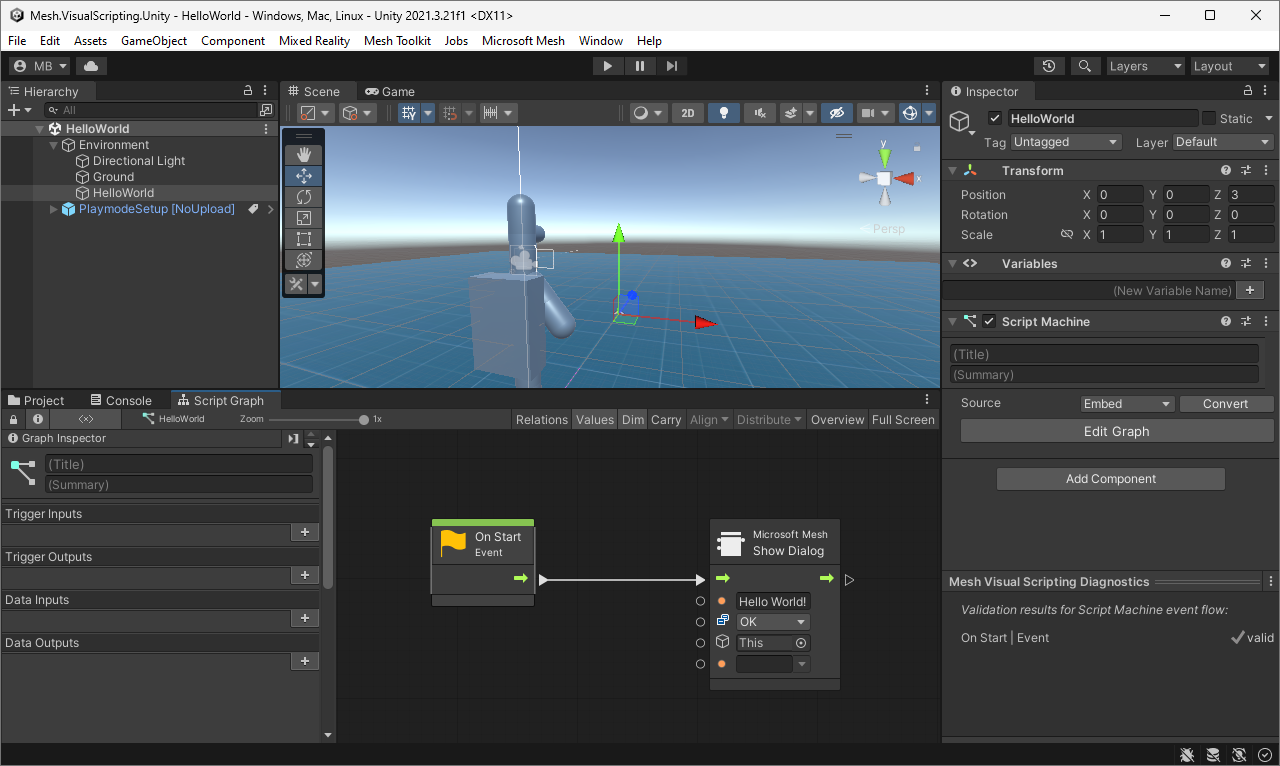 Mesh.VisualScripting.Unity - HelloWorld - Windows, Mac, Linux - Unity 2021.3.21f1 <DX11>
File Edit Assets GameObject Component Mixed Reality Mesh Toolkit Jobs Microsoft Mesh Window Help
MB Layers Layout
Hierarchy
All
HelloWorld
Environment
Directional Light
Ground
HelloWorld
PlaymodeSetup [NoUpload]
Scene Game
2D
y
x
Persp
Inspector
HelloWorld Static
Tag Untagged Layer Default
Transform
Position X 0 Y 0 Z 3
Rotation X 0 Y 0 Z 0
Scale X 1 Y 1 Z 1
Variables
(New Variable Name)
Script Machine
(Title)
(Summary)
Source Embed Convert
Edit Graph
Add Component
Project Console Script Graph
HelloWorld Zoom 1x Relations Values Dim Carry Align Distribute Overview Full Screen
Graph Inspector
(Title)
(Summary)
Trigger Inputs
Trigger Outputs
Data Inputs
Data Outputs
On Start
Event
Microsoft Mesh
Show Dialog
Hello World!
OK
This
Mesh Visual Scripting Diagnostics
Validation results for Script Machine event flow:
On Start | Event valid